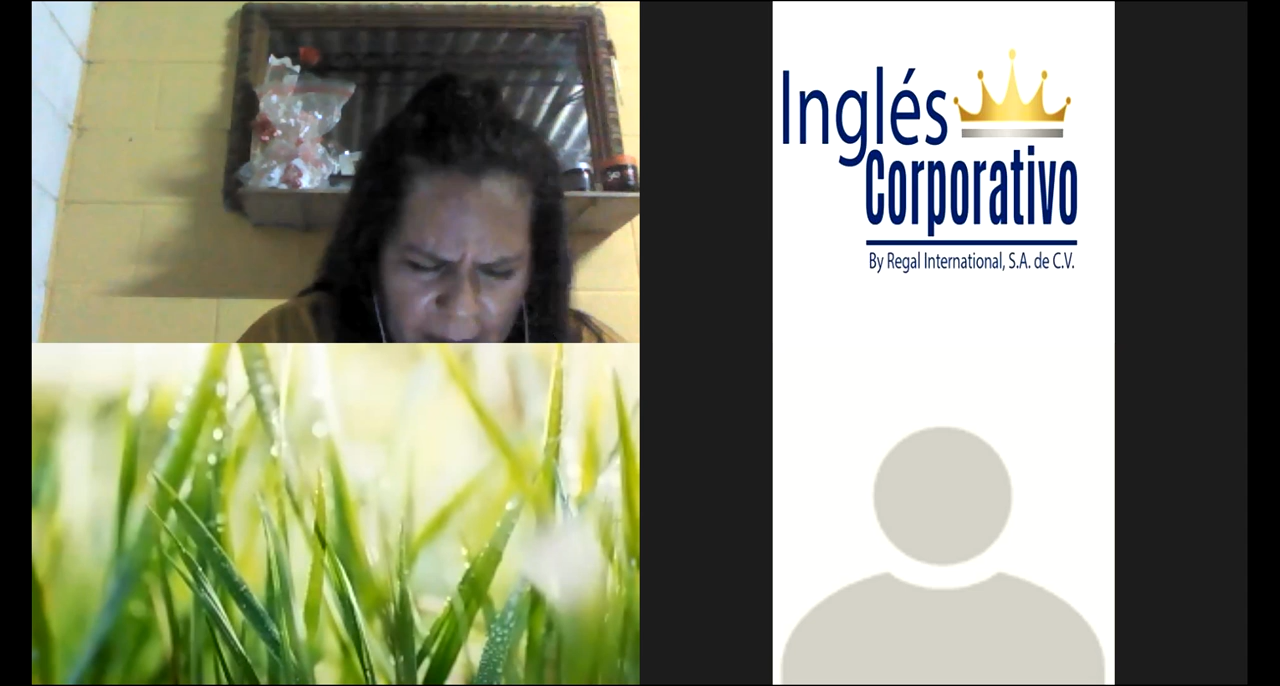 Inglés
Corporativo
By Regal International, S.A. de C.V.